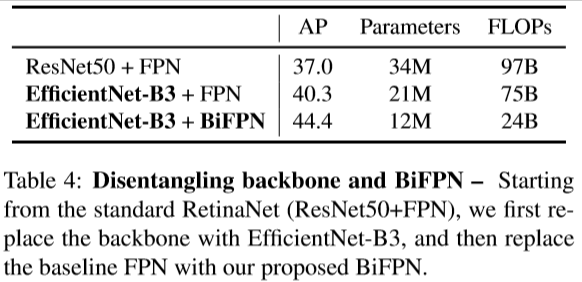 AP Parameters FLOPs
ResNet50 + FPN 37.0 34M 97B
EfficientNet-B3 + FPN 40.3 21M 75B
EfficientNet-B3 + BiFPN 44.4 12M 24B
Table 4: Disentangling backbone and BiFPN – Starting
from the standard RetinaNet (ResNet50+FPN), we first re-
place the backbone with EfficientNet-B3, and then replace
the baseline FPN with our proposed BiFPN.